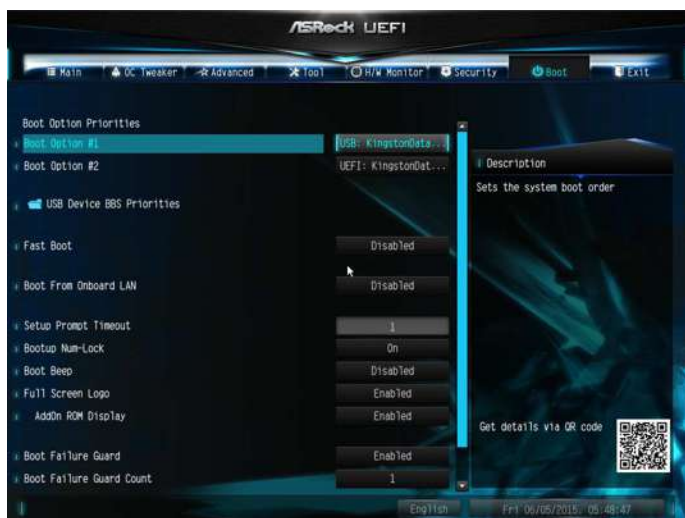 ASRock UEFI
Main OC Tweaker Advanced Tool H/W Monitor Security Boot Exit
Boot Option Priorities
Boot Option #1 USB: KingstonData...
Boot Option #2 UEFI: KingstonDat...
USB Device BBS Priorities
Fast Boot Disabled
Boot From Onboard LAN Disabled
Setup Prompt Timeout 1
Bootup Num-Lock On
Boot Beep Disabled
Full Screen Logo Enabled
AddOn ROM Display Enabled
Boot Failure Guard Enabled
Boot Failure Guard Count 1
Description
Sets the system boot order
Get details via QR code
English Fri 06/05/2015, 05:48:47